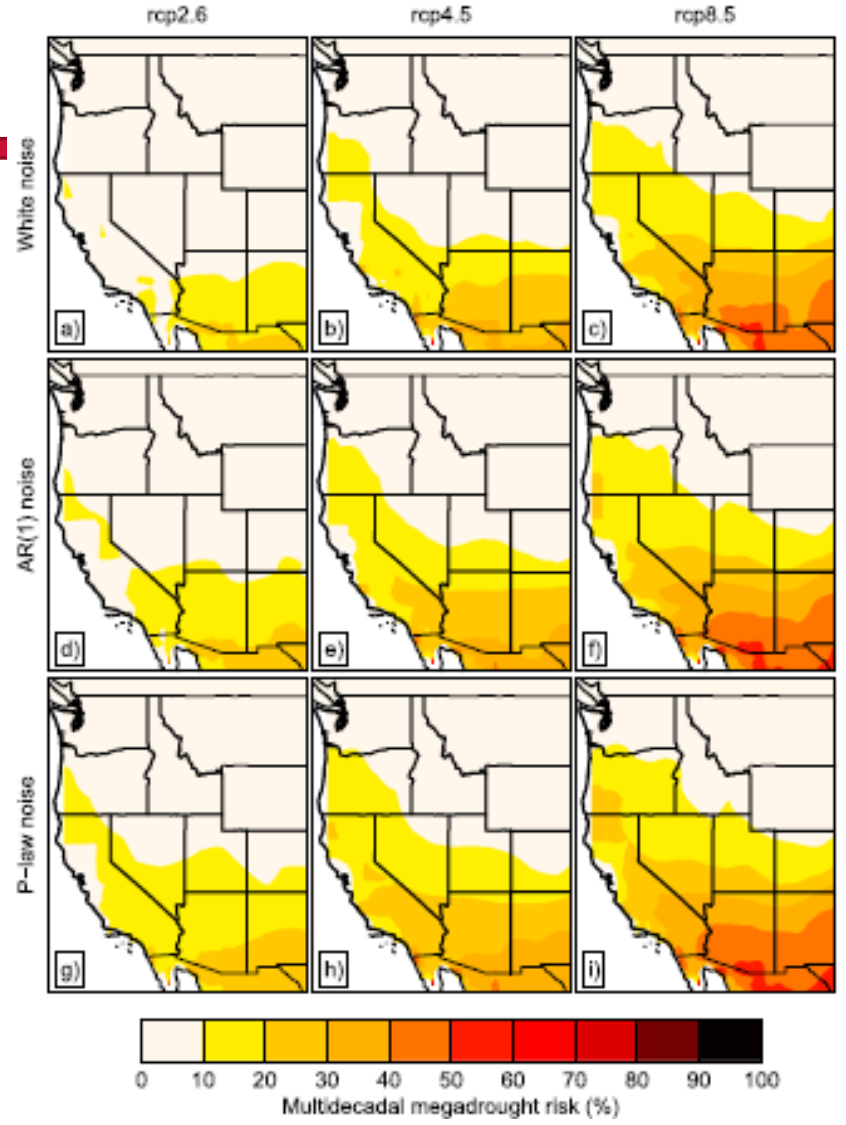 rcp2.6 rcp4.5 rcp8.5
White noise
a) b) c)
AR(1) noise
d) e) f)
P-law noise
g) h) i)
0 10 20 30 40 50 60 70 80 90 100
Multidecadal megadrought risk (%)